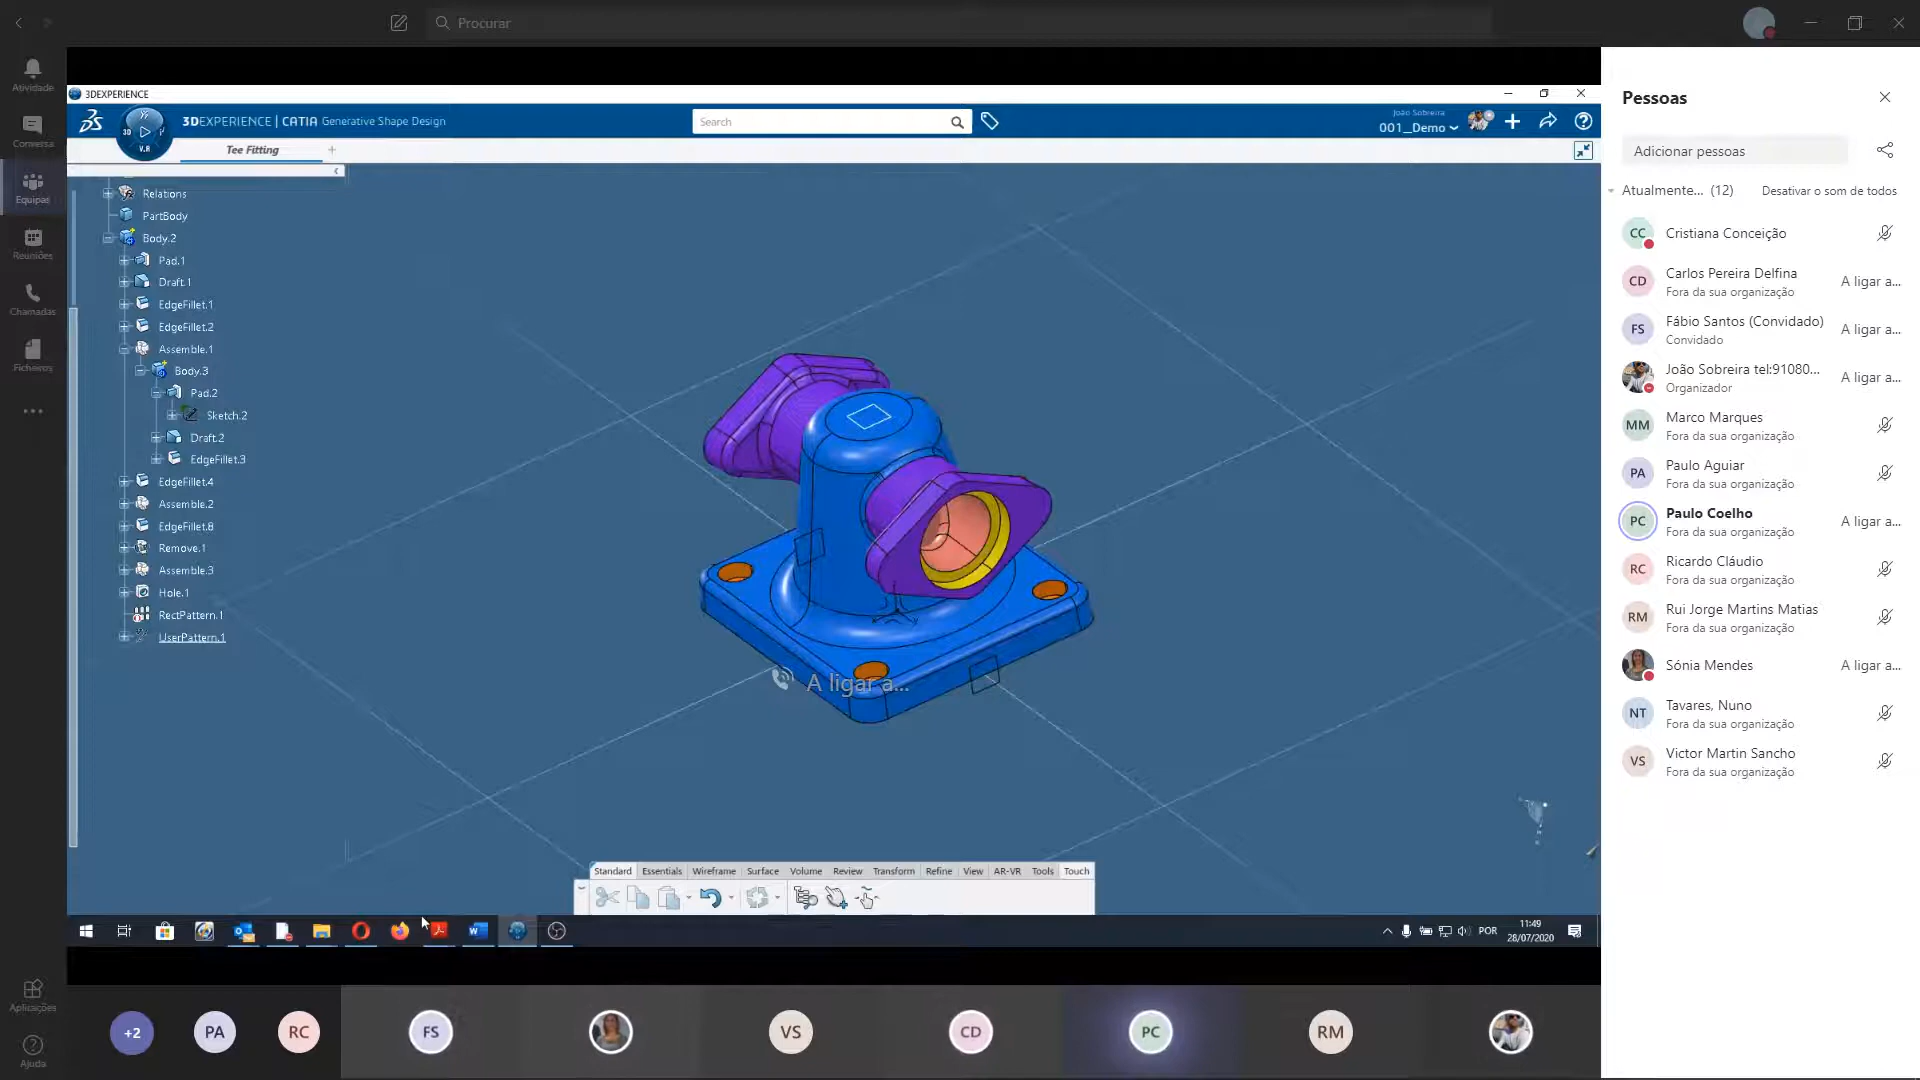 Procurar
Atividade
Conversa
Equipas
Reuniões
Chamadas
Ficheiros
Aplicações
Ajuda
3DEXPERIENCE
3DEXPERIENCE | CATIA Generative Shape Design
3D
V.R
Search
João Sobreira
001__Demo
Tee Fitting
Relations
PartBody
Body.2
Pad.1
Draft.1
EdgeFillet.1
EdgeFillet.2
Assemble.1
Body.3
Pad.2
Sketch.2
Draft.2
EdgeFillet.3
EdgeFillet.4
Assemble.2
EdgeFillet.8
Remove.1
Assemble.3
Hole.1
RectPattern.1
UserPattern.1
A ligar a...
Standard Essentials Wireframe Surface Volume Review Transform Refine View AR-VR Tools Touch
POR
11:49
28/07/2020
+2
PA
RC
FS
VS
CD
PC
RM
Pessoas
Adicionar pessoas
Atualmente... (12) Desativar o som de todos
CC Cristiana Conceição
CD Carlos Pereira Delfina A ligar a...
Fora da sua organização
FS Fábio Santos (Convidado) A ligar a...
Convidado
João Sobreira tel:91080... A ligar a...
Organizador
MM Marco Marques
Fora da sua organização
PA Paulo Aguiar
Fora da sua organização
PC Paulo Coelho A ligar a...
Fora da sua organização
RC Ricardo Cláudio
Fora da sua organização
RM Rui Jorge Martins Matias
Fora da sua organização
Sónia Mendes A ligar a...
NT Tavares, Nuno
Fora da sua organização
VS Victor Martin Sancho
Fora da sua organização